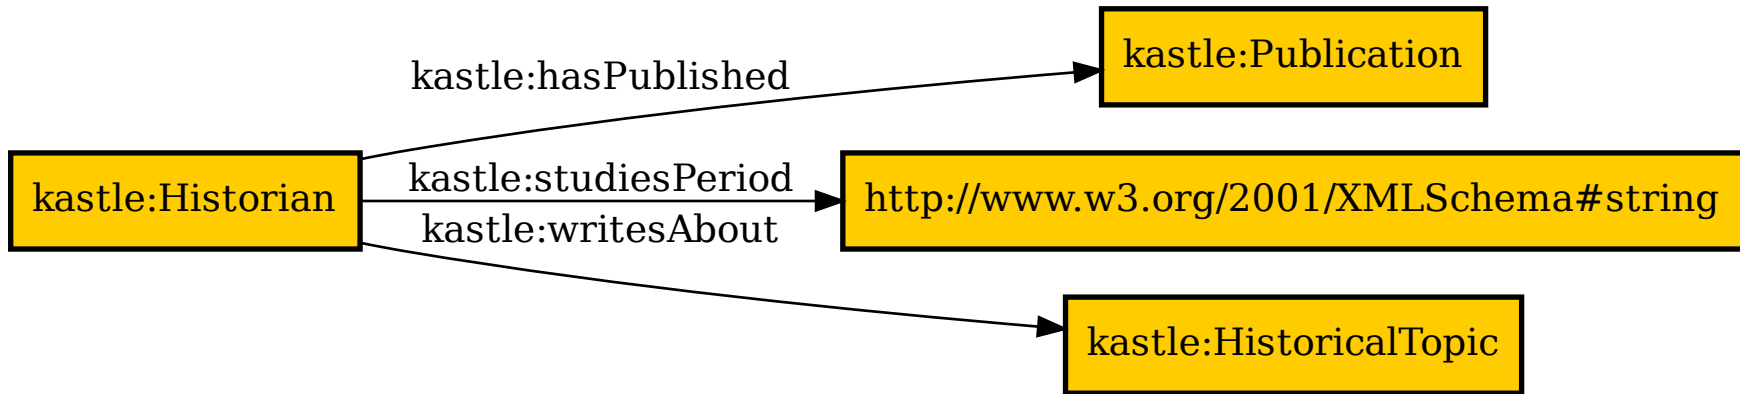 kastle:Publication
kastle:hasPublished
kastle:Historian
kastle:studiesPeriod
http://www.w3.org/2001/XMLSchema#string
kastle:writesAbout
kastle:HistoricalTopic